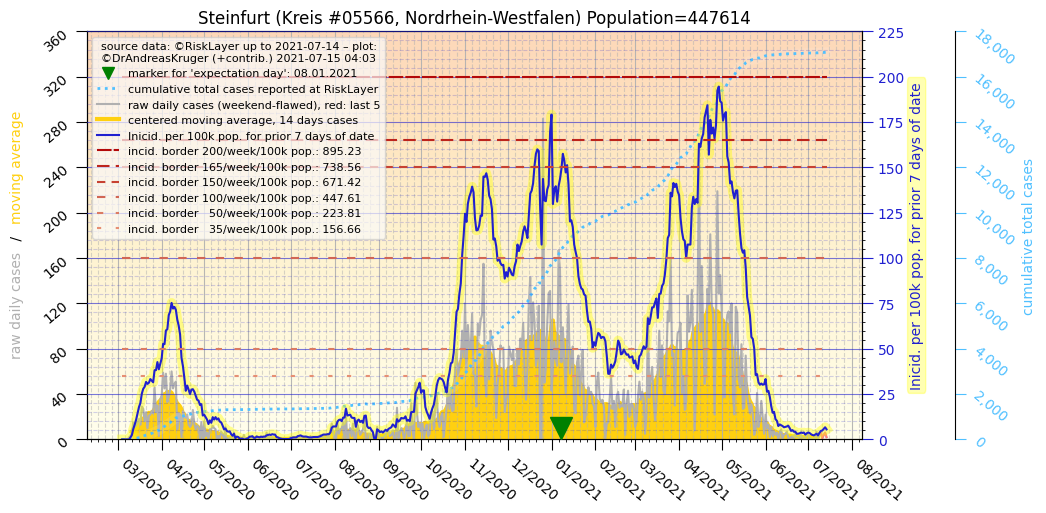 Steinfurt (Kreis #05566, Nordrhein-Westfalen) Population=447614
source data: ©RiskLayer up to 2021-07-14 – plot:
©DrAndreasKruger (+contrib.) 2021-07-15 04:03
marker for 'expectation day': 08.01.2021
cumulative total cases reported at RiskLayer
raw daily cases (weekend-flawed), red: last 5
centered moving average, 14 days cases
Inicid. per 100k pop. for prior 7 days of date
incid. border 200/week/100k pop.: 895.23
incid. border 165/week/100k pop.: 738.56
incid. border 150/week/100k pop.: 671.42
incid. border 100/week/100k pop.: 447.61
incid. border   50/week/100k pop.: 223.81
incid. border   35/week/100k pop.: 156.66
raw daily cases / moving average
360
320
280
240
200
160
120
80
40
0
03/2020
04/2020
05/2020
06/2020
07/2020
08/2020
09/2020
10/2020
11/2020
12/2020
01/2021
02/2021
03/2021
04/2021
05/2021
06/2021
07/2021
08/2021
225
200
175
150
125
100
75
50
25
0
Inicid. per 100k pop. for prior 7 days of date
18,000
16,000
14,000
12,000
10,000
8,000
6,000
4,000
2,000
0
cumulative total cases